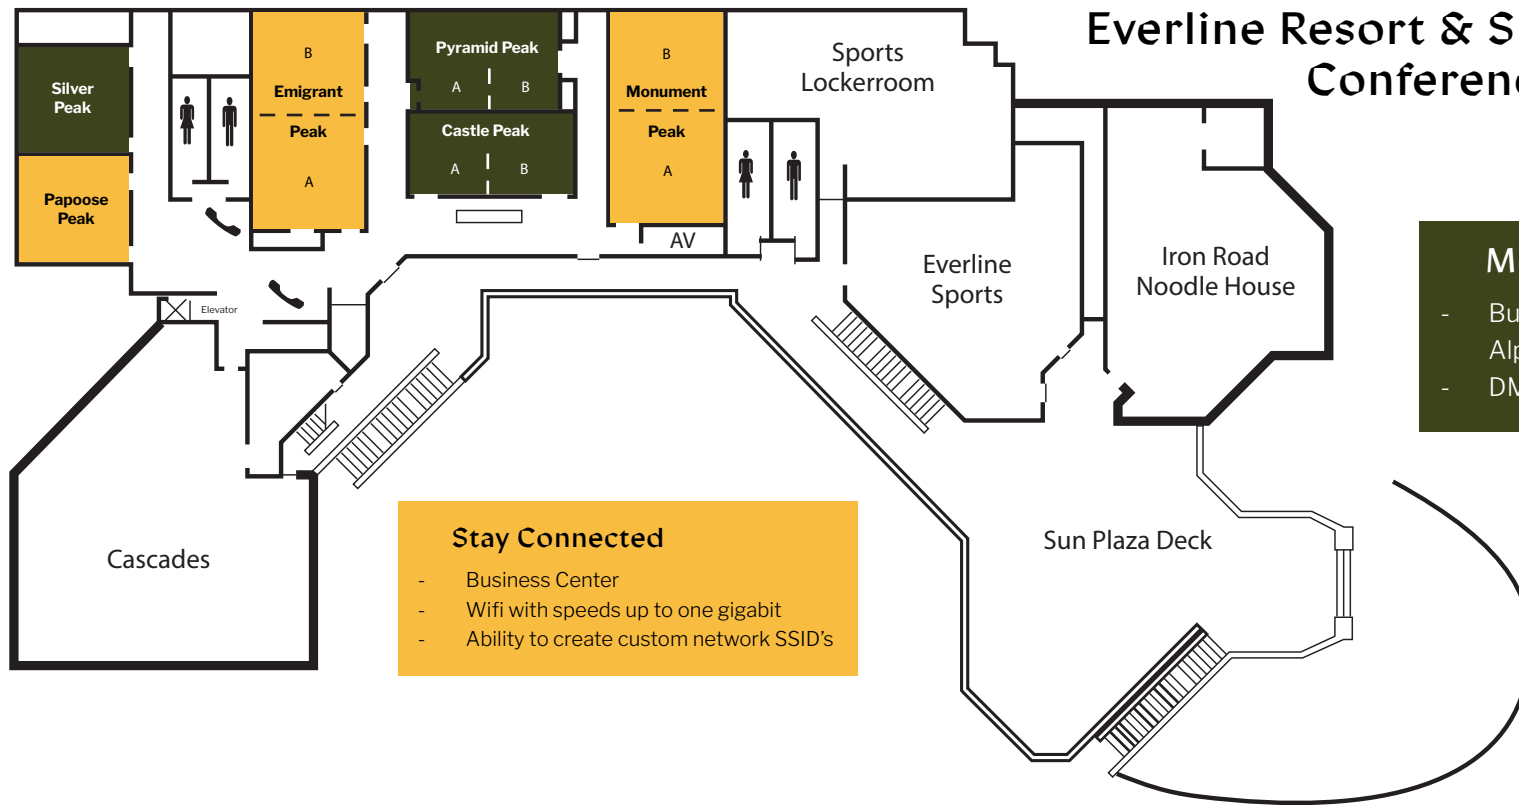 Everline Resort & S
Conferenc
Silver
Peak
Papoose
Peak
B
Emigrant
Peak
A
Pyramid Peak
A B
Castle Peak
A B
B
Monument
Peak
A
AV
Sports
Lockerroom
Everline
Sports
Iron Road
Noodle House
Elevator
Cascades
Sun Plaza Deck
Stay Connected
- Business Center
- Wifi with speeds up to one gigabit
- Ability to create custom network SSID's
M
- Bu
Alp
- DM